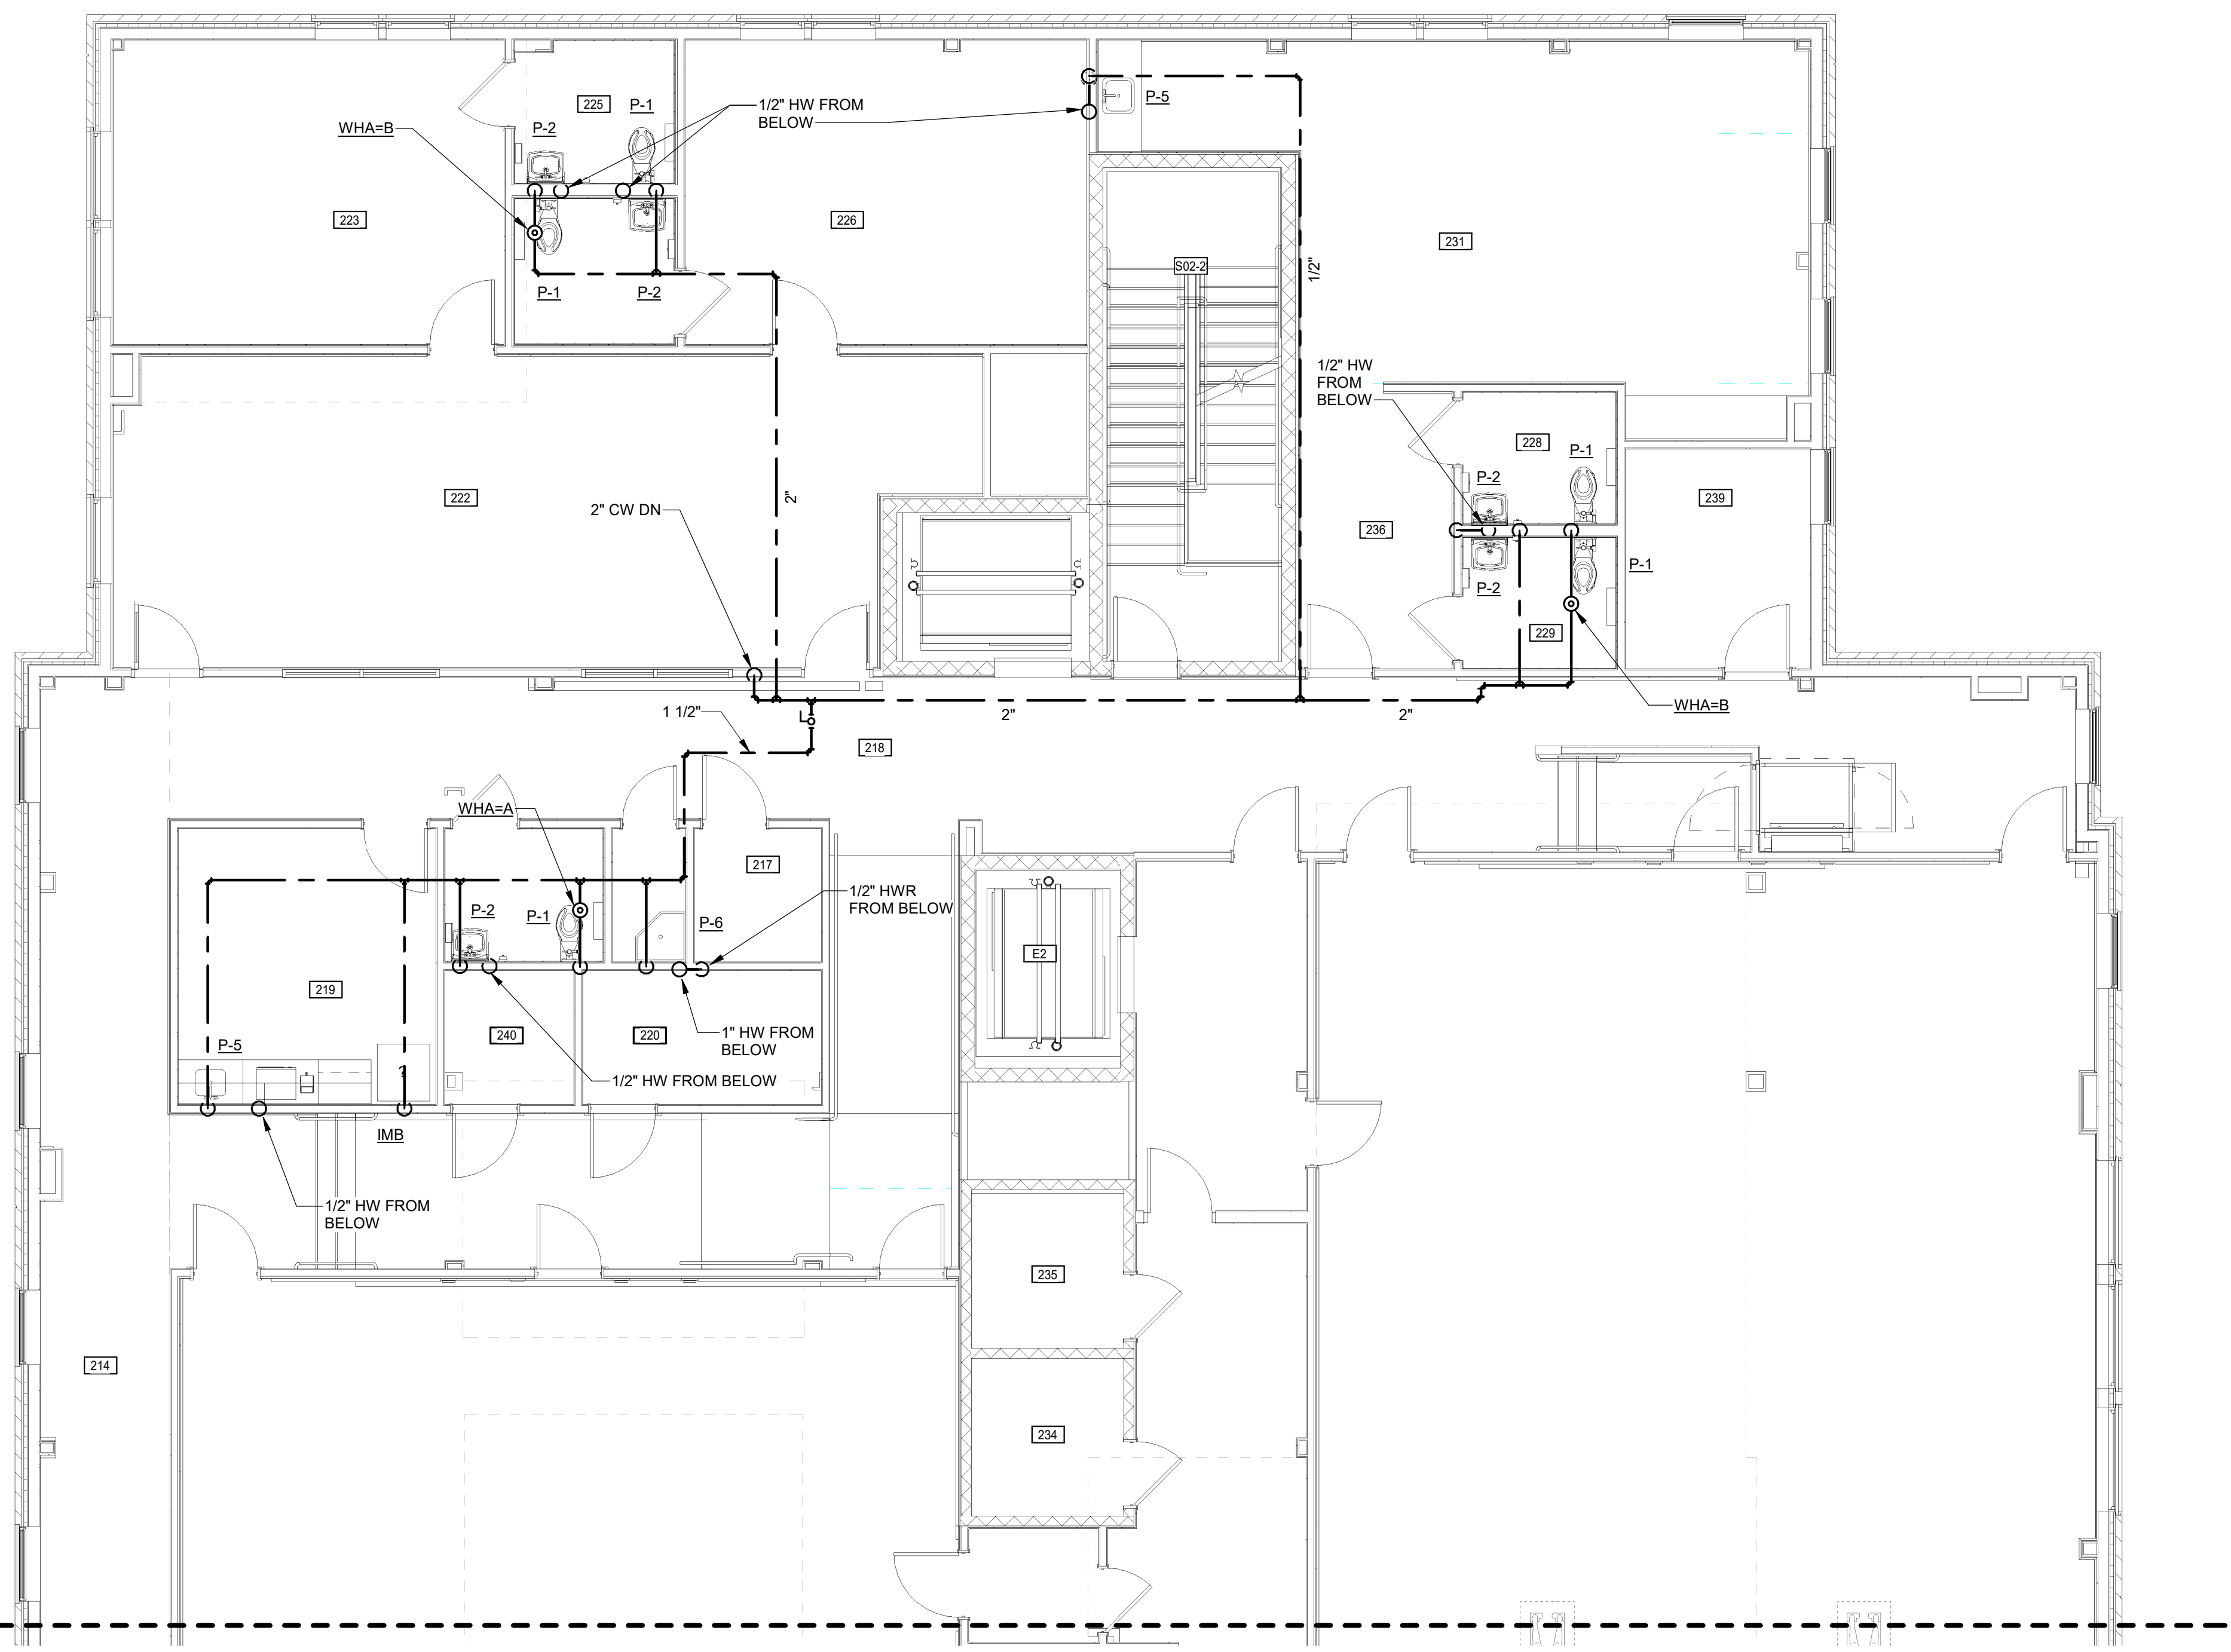 225
P-1
P-2
WHA=B
1/2" HW FROM
BELOW
P-5
223
226
231
S02-2
1/2"
P-1
P-2
1/2" HW
FROM
BELOW
228
P-1
P-2
222
2"
2" CW DN
239
236
P-1
P-2
229
1 1/2"
2"
2"
WHA=B
218
WHA=A
217
1/2" HWR
FROM BELOW
P-2
P-1
P-6
E2
219
240
220
1" HW FROM
BELOW
P-5
?
1/2" HW FROM BELOW
IMB
1/2" HW FROM
BELOW
235
214
234